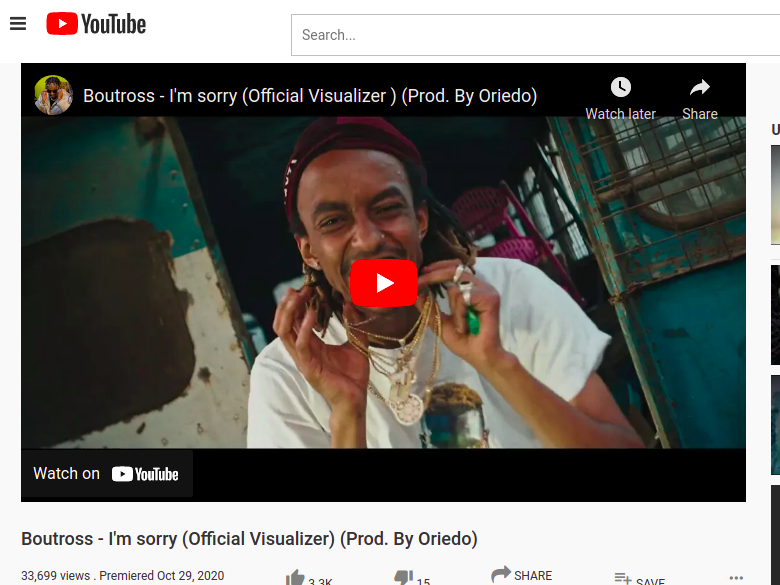 YouTube
Search...
Boutross - I'm sorry (Official Visualizer ) (Prod. By Oriedo)
Watch later
Share
U
Watch on YouTube
Boutross - I'm sorry (Official Visualizer) (Prod. By Oriedo)
33,699 views . Premiered Oct 29, 2020
3.3K
15
SHARE
SAVE